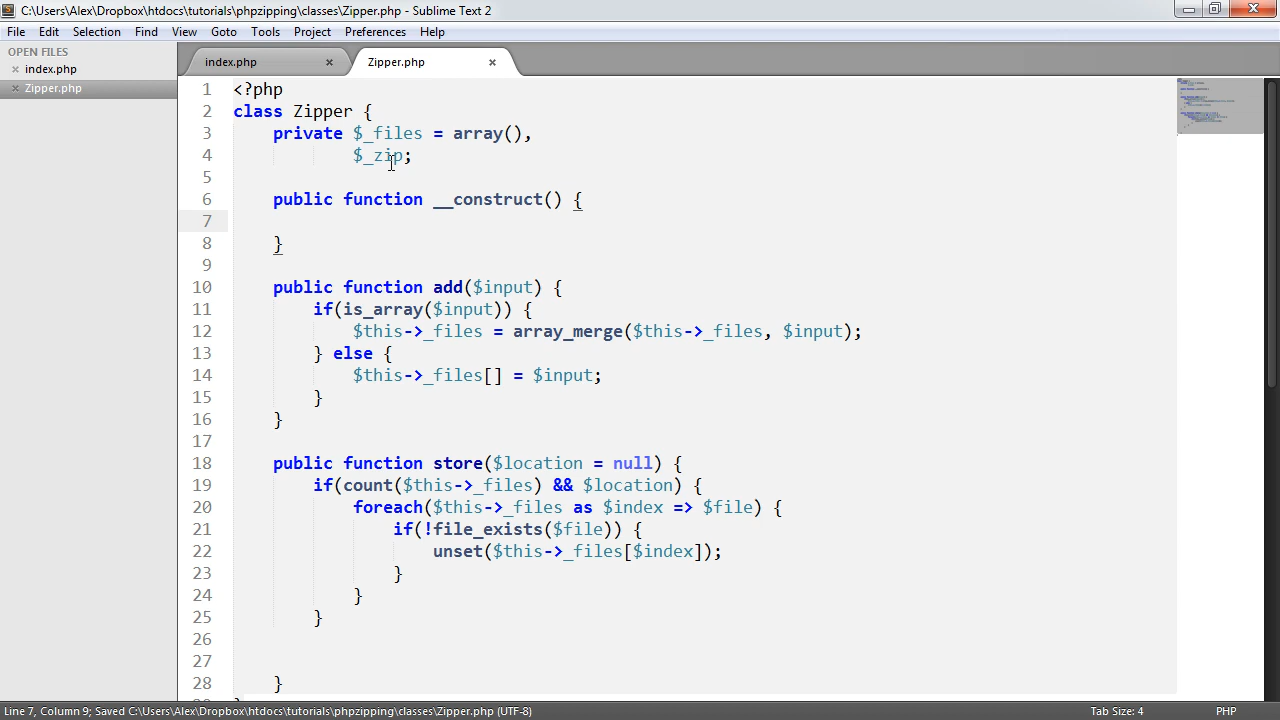 C:\Users\Alex\Dropbox\htdocs\tutorials\phpzipping\classes\Zipper.php - Sublime Text 2
File Edit Selection Find View Goto Tools Project Preferences Help
OPEN FILES
index.php
Zipper.php
index.php Zipper.php
1 <?php
2 class Zipper {
3 private $_files = array(),
4 $_zip;
5
6 public function __construct() {
7
8 }
9
10 public function add($input) {
11 if(is_array($input)) {
12 $this->_files = array_merge($this->_files, $input);
13 } else {
14 $this->_files[] = $input;
15 }
16 }
17
18 public function store($location = null) {
19 if(count($this->_files) && $location) {
20 foreach($this->_files as $index => $file) {
21 if(!file_exists($file)) {
22 unset($this->_files[$index]);
23 }
24 }
25 }
26
27
28 }
Line 7, Column 9; Saved C:\Users\Alex\Dropbox\htdocs\tutorials\phpzipping\classes\Zipper.php (UTF-8) Tab Size: 4 PHP